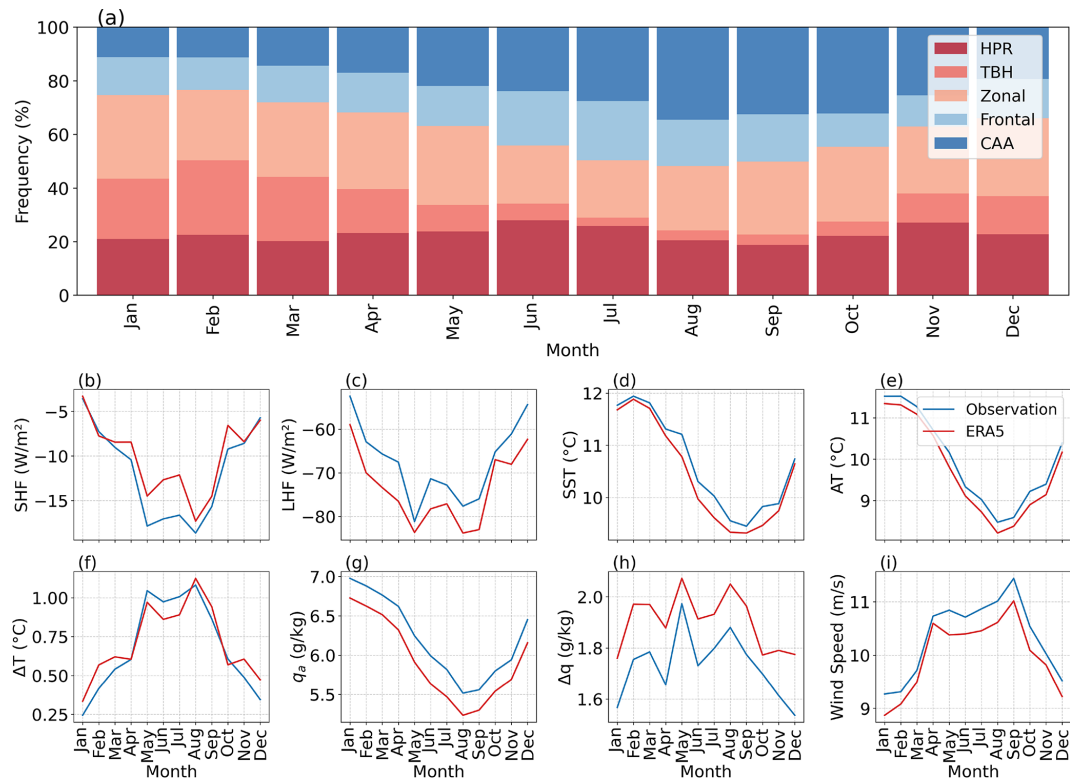 (a)
100
80
60
40
20
0
Frequency (%)
HPR
TBH
Zonal
Frontal
CAA
Jan
Feb
Mar
Apr
May
Jun
Jul
Aug
Sep
Oct
Nov
Dec
Month
(b)
−5
−10
−15
SHF (W/m²)
(c)
−60
−70
−80
LHF (W/m²)
(d)
12
11
10
SST (°C)
(e)
11
10
9
AT (°C)
Observation
ERA5
(f)
1.00
0.75
0.50
0.25
ΔT (°C)
Jan
Feb
Mar
Apr
May
Jun
Jul
Aug
Sep
Oct
Nov
Dec
Month
(g)
7.0
6.5
6.0
5.5
qₐ (g/kg)
Jan
Feb
Mar
Apr
May
Jun
Jul
Aug
Sep
Oct
Nov
Dec
Month
(h)
2.0
1.8
1.6
Δq (g/kg)
Jan
Feb
Mar
Apr
May
Jun
Jul
Aug
Sep
Oct
Nov
Dec
Month
(i)
11
10
9
Wind Speed (m/s)
Jan
Feb
Mar
Apr
May
Jun
Jul
Aug
Sep
Oct
Nov
Dec
Month